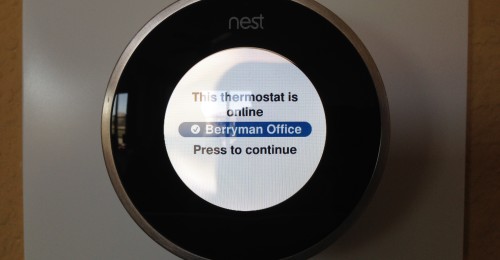 nest
This thermostat is
online
Berryman Office
Press to continue